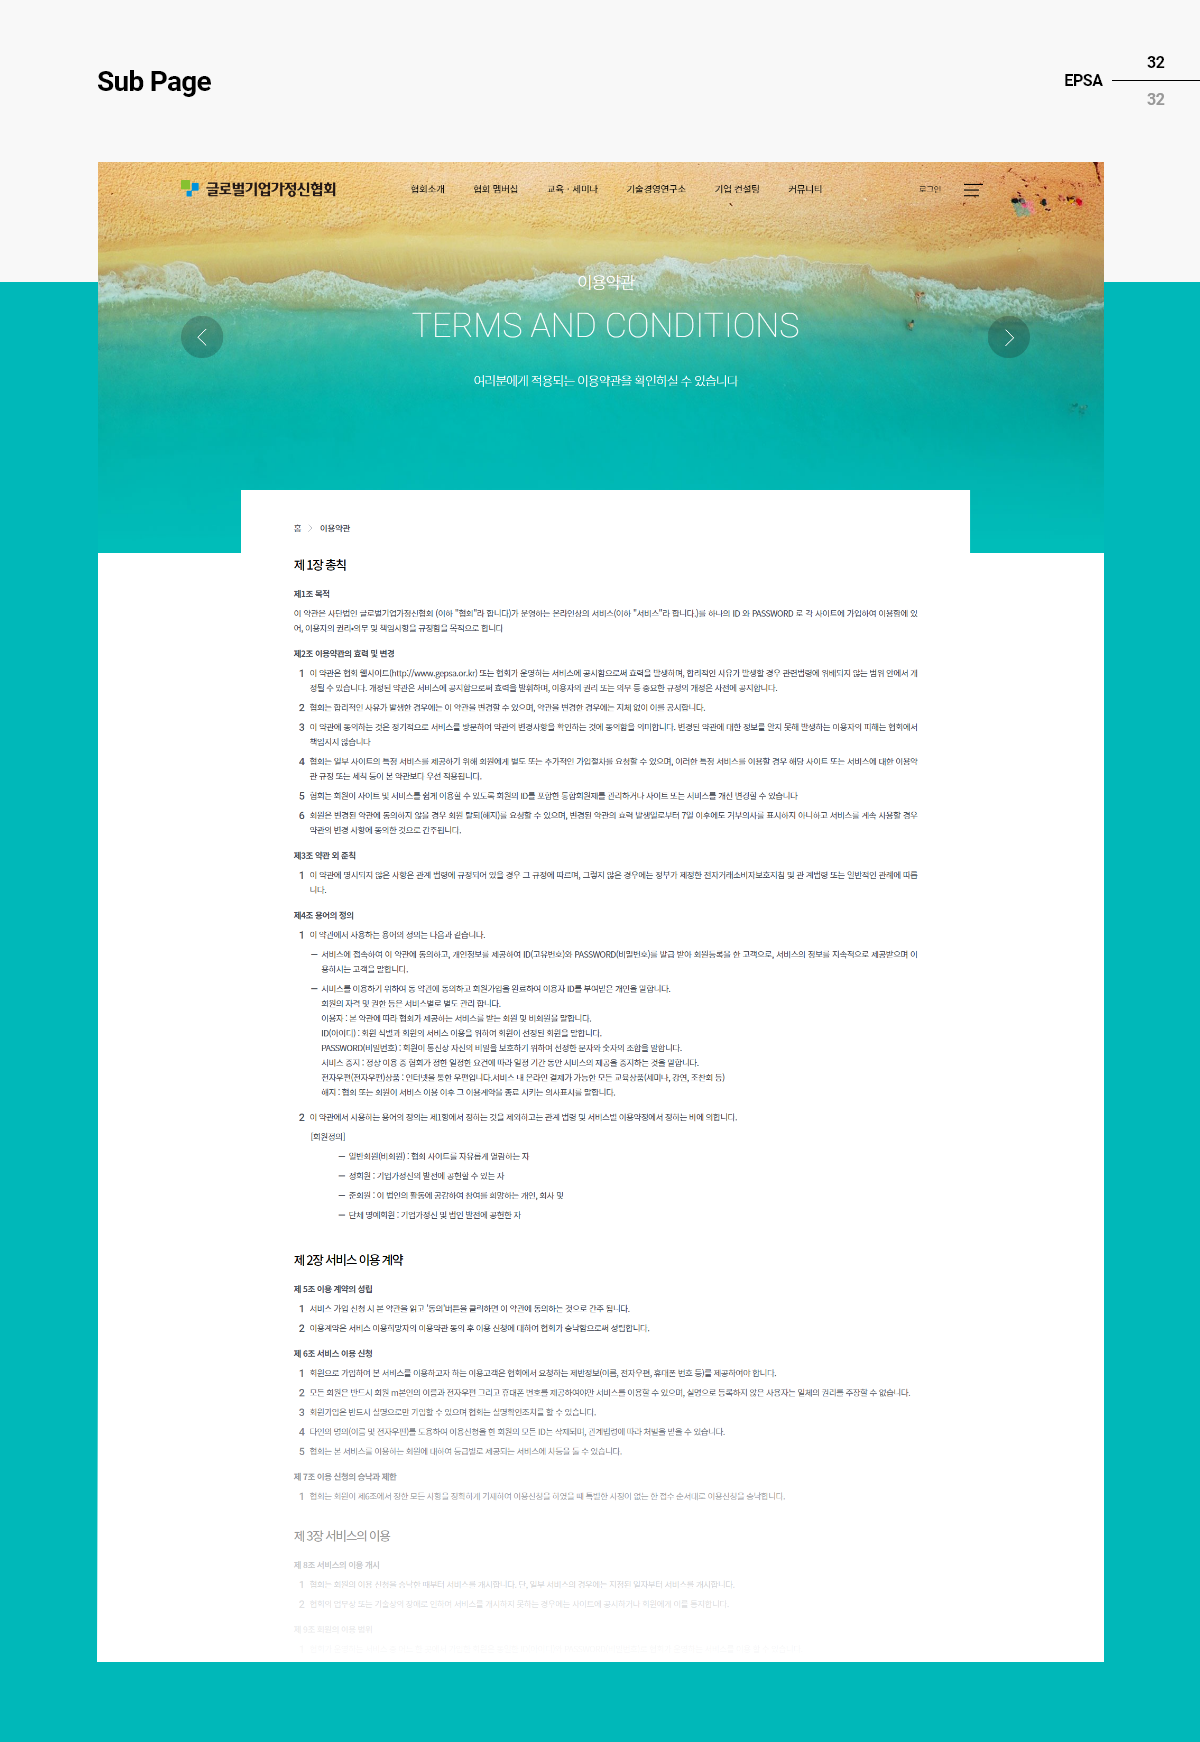 Sub Page
EPSA
32
32
글로벌기업가정신협회
협회소개
협회 멤버십
교육 · 세미나
기술경영연구소
기업 컨설팅
커뮤니티
로그인
이용약관
TERMS AND CONDITIONS
여러분에게 적용되는 이용약관을 확인하실 수 있습니다
홈 > 이용약관
제 1장 총칙
제1조 목적
이 약관은 사단법인 글로벌기업가정신협회 (이하 "협회"라 합니다)가 운영하는 온라인상의 서비스(이하 "서비스"라 합니다.)를 하나의 ID 와 PASSWORD 로 각 사이트에 가입하여 이용함에 있
어, 이용자의 권리•의무 및 책임사항을 규정함을 목적으로 합니다
제2조 이용약관의 효력 및 변경
1 이 약관은 협회 웹사이트(http://www.gepsa.or.kr) 또는 협회가 운영하는 서비스에 공시함으로써 효력을 발생하며, 합리적인 사유가 발생할 경우 관련법령에 위배되지 않는 범위 안에서 개
정될 수 있습니다. 개정된 약관은 서비스에 공지함으로써 효력을 발휘하며, 이용자의 권리 또는 의무 등 중요한 규정의 개정은 사전에 공지합니다.
2 협회는 합리적인 사유가 발생한 경우에는 이 약관을 변경할 수 있으며, 약관을 변경한 경우에는 지체 없이 이를 공시합니다.
3 이 약관에 동의하는 것은 정기적으로 서비스를 방문하여 약관의 변경사항을 확인하는 것에 동의함을 의미합니다. 변경된 약관에 대한 정보를 알지 못해 발생하는 이용자의 피해는 협회에서
책임지지 않습니다
4 협회는 일부 사이트의 특정 서비스를 제공하기 위해 회원에게 별도 또는 추가적인 가입절차를 요청할 수 있으며, 이러한 특정 서비스를 이용할 경우 해당 사이트 또는 서비스에 대한 이용약
관 규정 또는 세칙 등이 본 약관보다 우선 적용됩니다.
5 협회는 회원이 사이트 및 서비스를 쉽게 이용할 수 있도록 회원의 ID를 포함한 통합회원제를 관리하거나 사이트 또는 서비스를 개선 변경할 수 있습니다
6 회원은 변경된 약관에 동의하지 않을 경우 회원 탈퇴(해지)를 요청할 수 있으며, 변경된 약관의 효력 발생일로부터 7일 이후에도 거부의사를 표시하지 아니하고 서비스를 계속 사용할 경우
약관의 변경 사항에 동의한 것으로 간주됩니다.
제3조 약관 외 준칙
1 이 약관에 명시되지 않은 사항은 관계 법령에 규정되어 있을 경우 그 규정에 따르며, 그렇지 않은 경우에는 정부가 제정한 전자거래소비자보호지침 및 관 계법령 또는 일반적인 관례에 따릅
니다.
제4조 용어의 정의
1 이 약관에서 사용하는 용어의 정의는 다음과 같습니다.
─ 서비스에 접속하여 이 약관에 동의하고, 개인정보를 제공하여 ID(고유번호)와 PASSWORD(비밀번호)를 발급 받아 회원등록을 한 고객으로, 서비스의 정보를 지속적으로 제공받으며 이
용하시는 고객을 말합니다.
─ 서비스를 이용하기 위하여 동 약관에 동의하고 회원가입을 완료하여 이용자 ID를 부여받은 개인을 말합니다.
회원의 자격 및 권한 등은 서비스별로 별도 관리 합니다.
이용자 : 본 약관에 따라 협회가 제공하는 서비스를 받는 회원 및 비회원을 말합니다.
ID(아이디) : 회원 식별과 회원의 서비스 이용을 위하여 회원이 선정된 회원을 말합니다.
PASSWORD(비밀번호) : 회원이 통신상 자신의 비밀을 보호하기 위하여 선정한 문자와 숫자의 조합을 말합니다.
서비스 중지 : 정상 이용 중 협회가 정한 일정한 요건에 따라 일정 기간 동안 서비스의 제공을 중지하는 것을 말합니다.
전자우편(전자우편)상품 : 인터넷을 통한 우편입니다.서비스 내 온라인 결제가 가능한 모든 교육상품(세미나, 강연, 조찬회 등)
해지 : 협회 또는 회원이 서비스 이용 이후 그 이용계약을 종료 시키는 의사표시를 말합니다.
2 이 약관에서 사용하는 용어의 정의는 제1항에서 정하는 것을 제외하고는 관계 법령 및 서비스별 이용약정에서 정하는 바에 의합니다.
[회원정의]
─ 일반회원(비회원) : 협회 사이트를 자유롭게 열람하는 자
─ 정회원 : 기업가정신의 발전에 공헌할 수 있는 자
─ 준회원 : 이 법인의 활동에 공감하여 참여를 희망하는 개인, 회사 및
─ 단체 명예회원 : 기업가정신 및 법인 발전에 공헌한 자
제 2장 서비스 이용 계약
제 5조 이용 계약의 성립
1 서비스 가입 신청 시 본 약관을 읽고 '동의'버튼을 클릭하면 이 약관에 동의하는 것으로 간주 됩니다.
2 이용계약은 서비스 이용희망자의 이용약관 동의 후 이용 신청에 대하여 협회가 승낙함으로써 성립합니다.
제 6조 서비스 이용 신청
1 회원으로 가입하여 본 서비스를 이용하고자 하는 이용고객은 협회에서 요청하는 제반정보(이름, 전자우편, 휴대폰 번호 등)를 제공하여야 합니다.
2 모든 회원은 반드시 회원 m본인의 이름과 전자우편 그리고 휴대폰 번호를 제공하여야만 서비스를 이용할 수 있으며, 실명으로 등록하지 않은 사용자는 일체의 권리를 주장할 수 없습니다.
3 회원가입은 반드시 실명으로만 가입할 수 있으며 협회는 실명확인조치를 할 수 있습니다.
4 타인의 명의(이름 및 전자우편)를 도용하여 이용신청을 한 회원의 모든 ID는 삭제되며, 관계법령에 따라 처벌을 받을 수 있습니다.
5 협회는 본 서비스를 이용하는 회원에 대하여 등급별로 제공되는 서비스에 차등을 둘 수 있습니다.
제 7조 이용 신청의 승낙과 제한
1 협회는 회원이 제6조에서 정한 모든 사항을 정확하게 기재하여 이용신청을 하였을 때 특별한 사정이 없는 한 접수 순서대로 이용신청을 승낙합니다.
제 3장 서비스의 이용
제 8조 서비스의 이용 개시
1 협회는 회원의 이용 신청을 승낙한 때부터 서비스를 개시합니다. 단, 일부 서비스의 경우에는 지정된 일자부터 서비스를 개시합니다.
2 협회의 업무상 또는 기술상의 장애로 인하여 서비스를 개시하지 못하는 경우에는 사이트에 공시하거나 회원에게 이를 통지합니다.